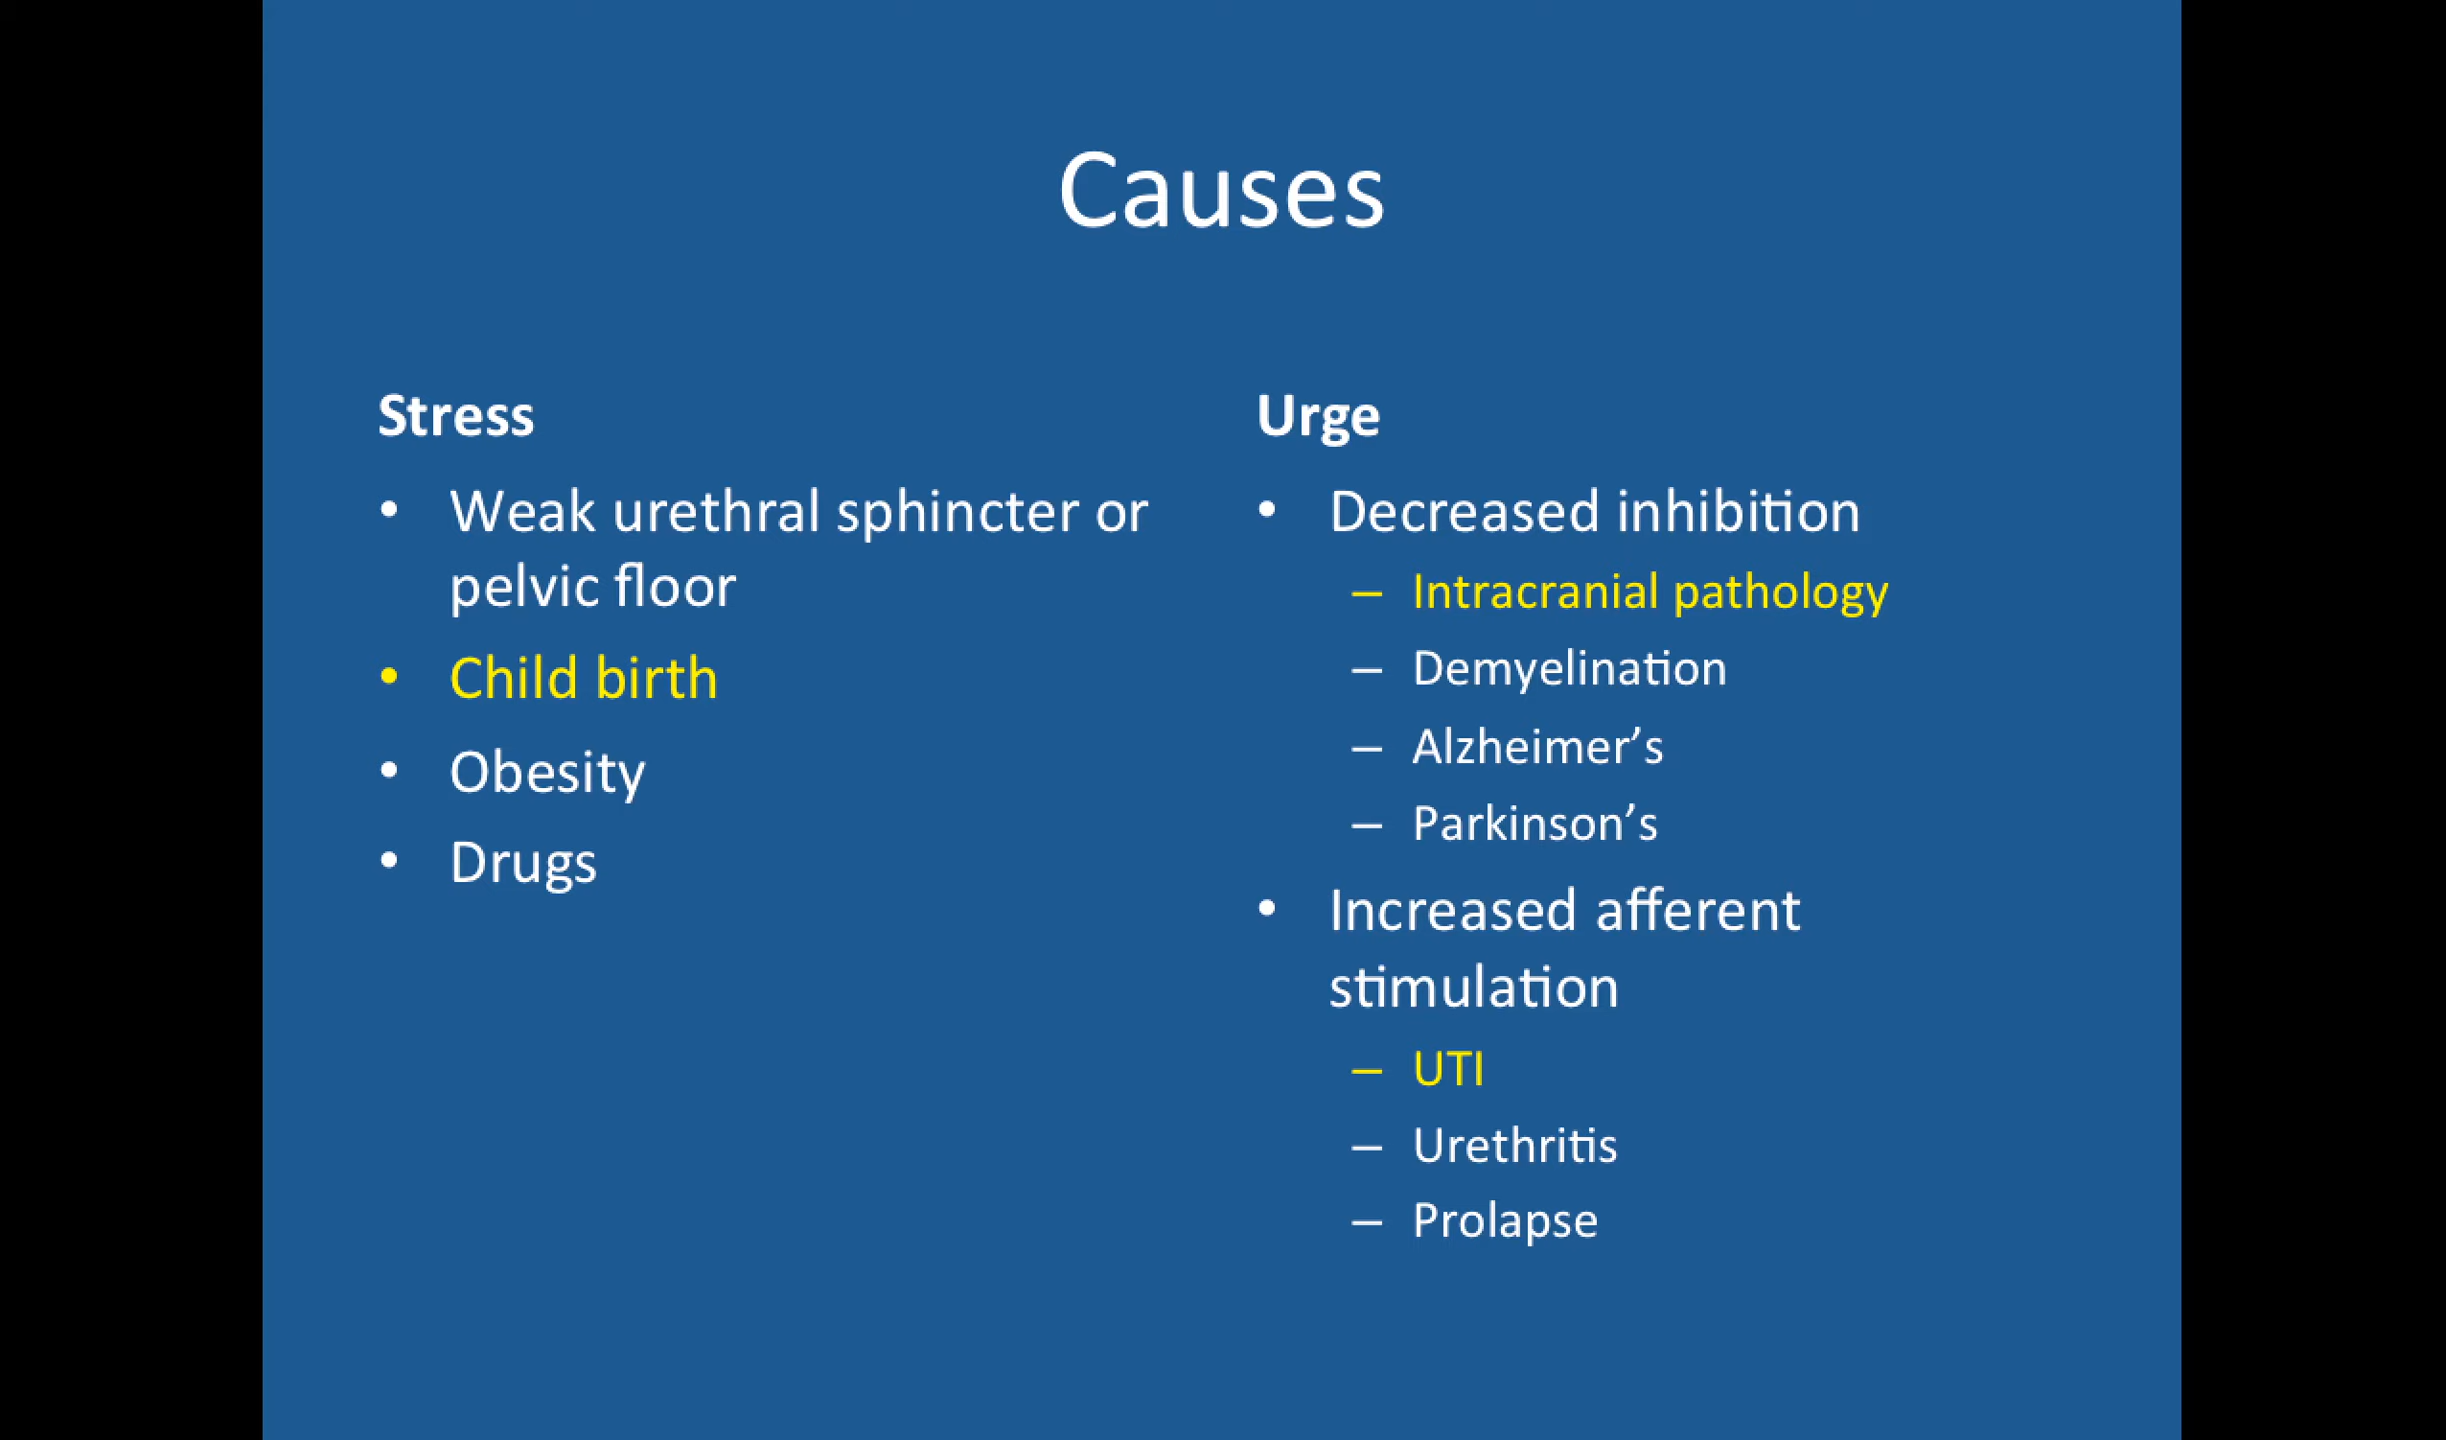 Causes
Stress
• Weak urethral sphincter or
pelvic floor
• Child birth
• Obesity
• Drugs
Urge
• Decreased inhibition
– Intracranial pathology
– Demyelination
– Alzheimer’s
– Parkinson’s
• Increased afferent
stimulation
– UTI
– Urethritis
– Prolapse